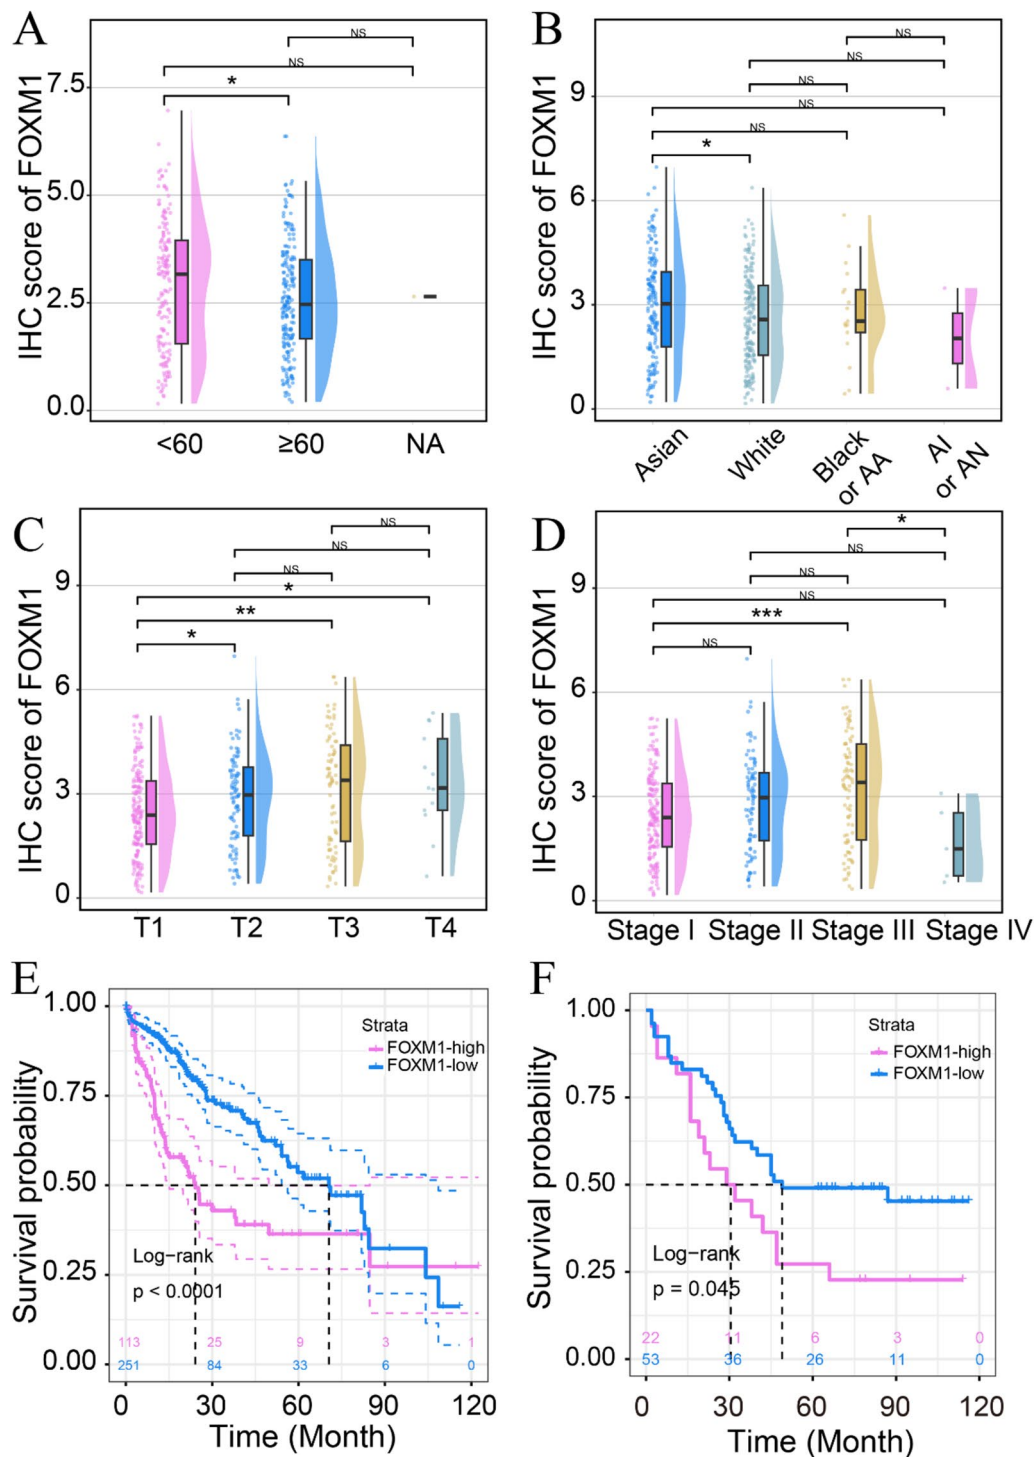 A
IHC score of FOXM1
7.5
5.0
2.5
0.0
NS
NS
*
<60
≥60
NA
B
IHC score of FOXM1
9
6
3
0
NS
NS
NS
NS
NS
*
Asian
White
Black
or AA
AI
or AN
C
IHC score of FOXM1
9
6
3
0
NS
NS
NS
*
**
*
T1
T2
T3
T4
D
IHC score of FOXM1
9
6
3
0
*
NS
NS
NS
***
NS
Stage I
Stage II
Stage III
Stage IV
E
Survival probability
1.00
0.75
0.50
0.25
0.00
Strata
FOXM1-high
FOXM1-low
Log-rank
p < 0.0001
113 25 9 3 1
251 84 33 6 0
0 30 60 90 120
Time (Month)
F
Survival probability
1.00
0.75
0.50
0.25
0.00
Strata
FOXM1-high
FOXM1-low
Log-rank
p = 0.045
22 11 6 3 0
53 36 26 11 0
0 30 60 90 120
Time (Month)